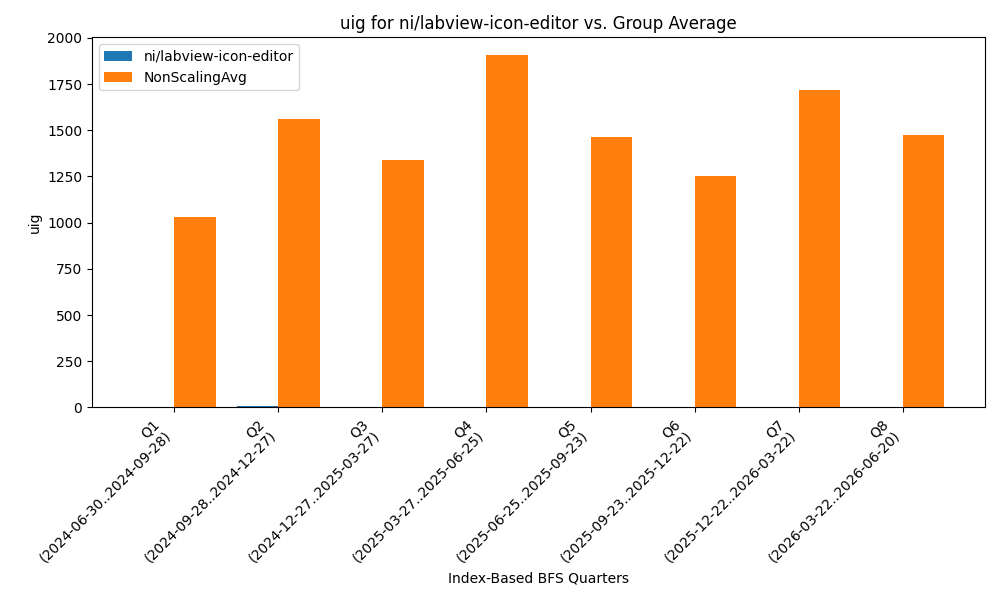 uig for ni/labview-icon-editor vs. Group Average
ni/labview-icon-editor
NonScalingAvg
uig
2000
1750
1500
1250
1000
750
500
250
0
Q1
(2024-06-30..2024-09-28)
Q2
(2024-09-28..2024-12-27)
Q3
(2024-12-27..2025-03-27)
Q4
(2025-03-27..2025-06-25)
Q5
(2025-06-25..2025-09-23)
Q6
(2025-09-23..2025-12-22)
Q7
(2025-12-22..2026-03-22)
Q8
(2026-03-22..2026-06-20)
Index-Based BFS Quarters